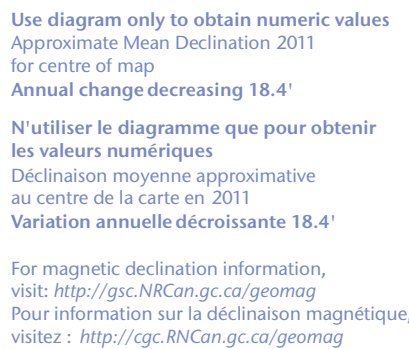 Use diagram only to obtain numeric values
Approximate Mean Declination 2011
for centre of map
Annual change decreasing 18.4'
N'utiliser le diagramme que pour obtenir
les valeurs numériques
Déclinaison moyenne approximative
au centre de la carte en 2011
Variation annuelle décroissante 18.4'
For magnetic declination information,
visit: http://gsc.NRCan.gc.ca/geomag
Pour information sur la déclinaison magnétique,
visitez : http://cgc.RNCan.gc.ca/geomag